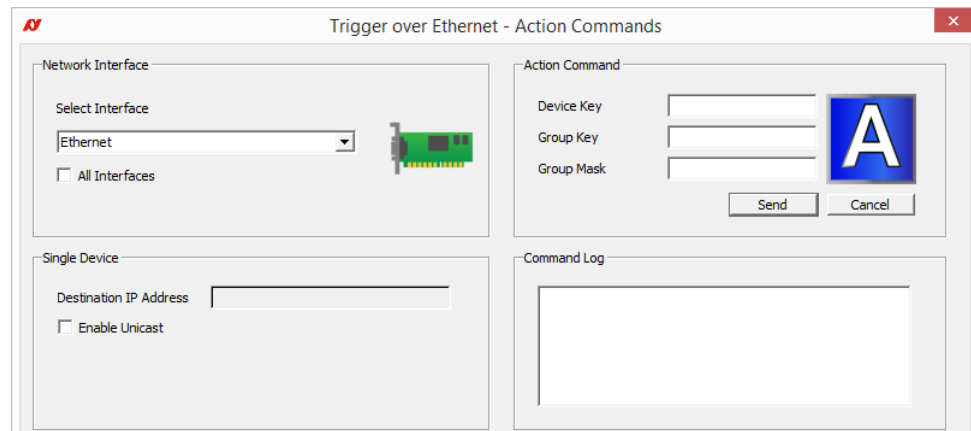 Trigger over Ethernet - Action Commands
Network Interface
Select Interface
Ethernet
All Interfaces
Action Command
Device Key
Group Key
Group Mask
A
Send Cancel
Single Device
Destination IP Address
Enable Unicast
Command Log